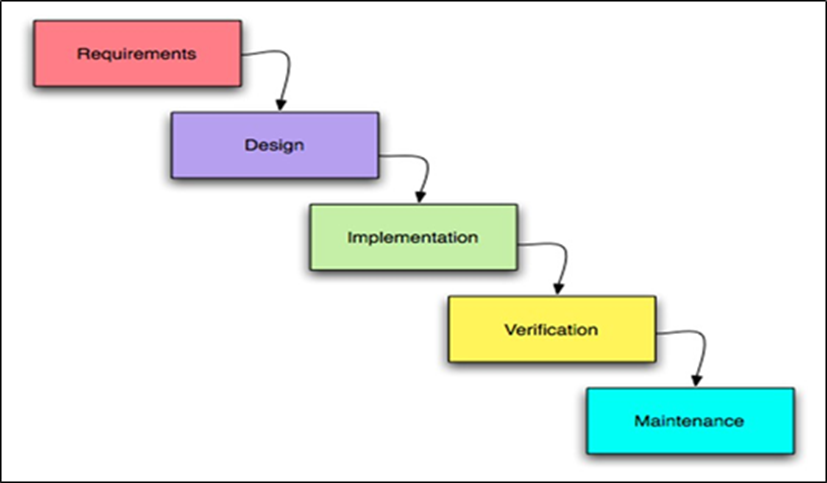 Requirements
Design
Implementation
Verification
Maintenance